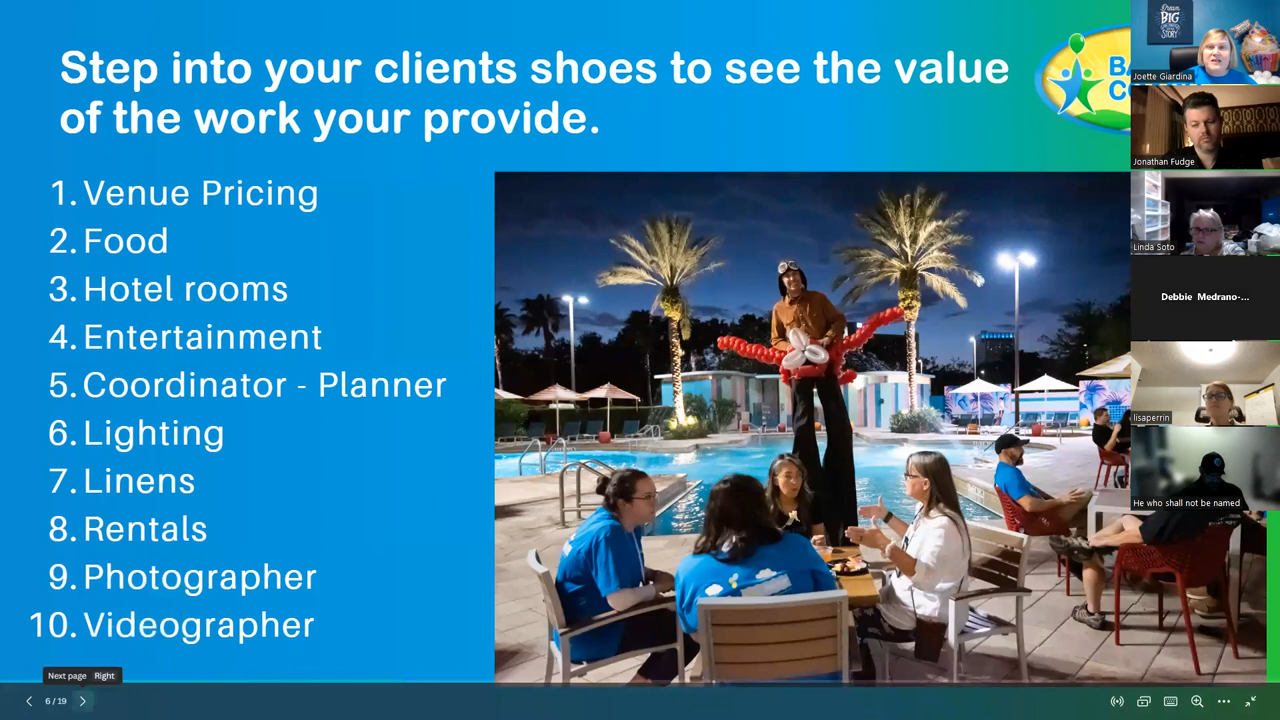 Step into your clients shoes to see the value
of the work your provide.
1. Venue Pricing
2. Food
3. Hotel rooms
4. Entertainment
5. Coordinator - Planner
6. Lighting
7. Linens
8. Rentals
9. Photographer
10. Videographer
BIG
STORY
Joette Giardina
Jonathan Fudge
Linda Soto
Debbie Medrano-...
lisaperrin
He who shall not be named
Next page Right
6 / 19